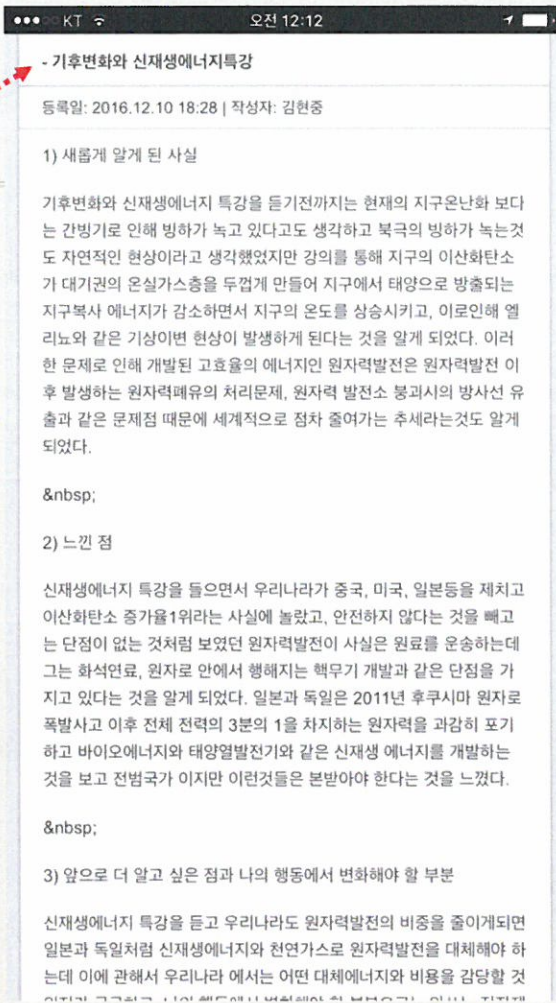 KT 오전 12:12
- 기후변화와 신재생에너지특강
등록일: 2016.12.10 18:28 | 작성자: 김현중
1) 새롭게 알게 된 사실
기후변화와 신재생에너지 특강을 듣기전까지는 현재의 지구온난화 보다
는 간빙기로 인해 빙하가 녹고 있다고도 생각하고 북극의 빙하가 녹는것
도 자연적인 현상이라고 생각했었지만 강의를 통해 지구의 이산화탄소
가 대기권의 온실가스층을 두껍게 만들어 지구에서 태양으로 방출되는
지구복사 에너지가 감소하면서 지구의 온도를 상승시키고, 이로인해 엘
리뇨와 같은 기상이변 현상이 발생하게 된다는 것을 알게 되었다. 이러
한 문제로 인해 개발된 고효율의 에너지인 원자력발전은 원자력발전 이
후 발생하는 원자력폐유의 처리문제, 원자력 발전소 붕괴시의 방사선 유
출과 같은 문제점 때문에 세계적으로 점차 줄여가는 추세라는것도 알게
되었다.
&nbsp;
2) 느낀 점
신재생에너지 특강을 들으면서 우리나라가 중국, 미국, 일본등을 제치고
이산화탄소 증가율1위라는 사실에 놀랐고, 안전하지 않다는 것을 빼고
는 단점이 없는 것처럼 보였던 원자력발전이 사실은 원료를 운송하는데
그는 화석연료, 원자로 안에서 행해지는 핵무기 개발과 같은 단점을 가
지고 있다는 것을 알게 되었다. 일본과 독일은 2011년 후쿠시마 원자로
폭발사고 이후 전체 전력의 3분의 1을 차지하는 원자력을 과감히 포기
하고 바이오에너지와 태양열발전기와 같은 신재생 에너지를 개발하는
것을 보고 전범국가 이지만 이런것들은 본받아야 한다는 것을 느꼈다.
&nbsp;
3) 앞으로 더 알고 싶은 점과 나의 행동에서 변화해야 할 부분
신재생에너지 특강을 듣고 우리나라도 원자력발전의 비중을 줄이게되면
일본과 독일처럼 신재생에너지와 천연가스로 원자력발전을 대체해야 하
는데 이에 관해서 우리나라 에서는 어떤 대체에너지와 비용을 감당할 것